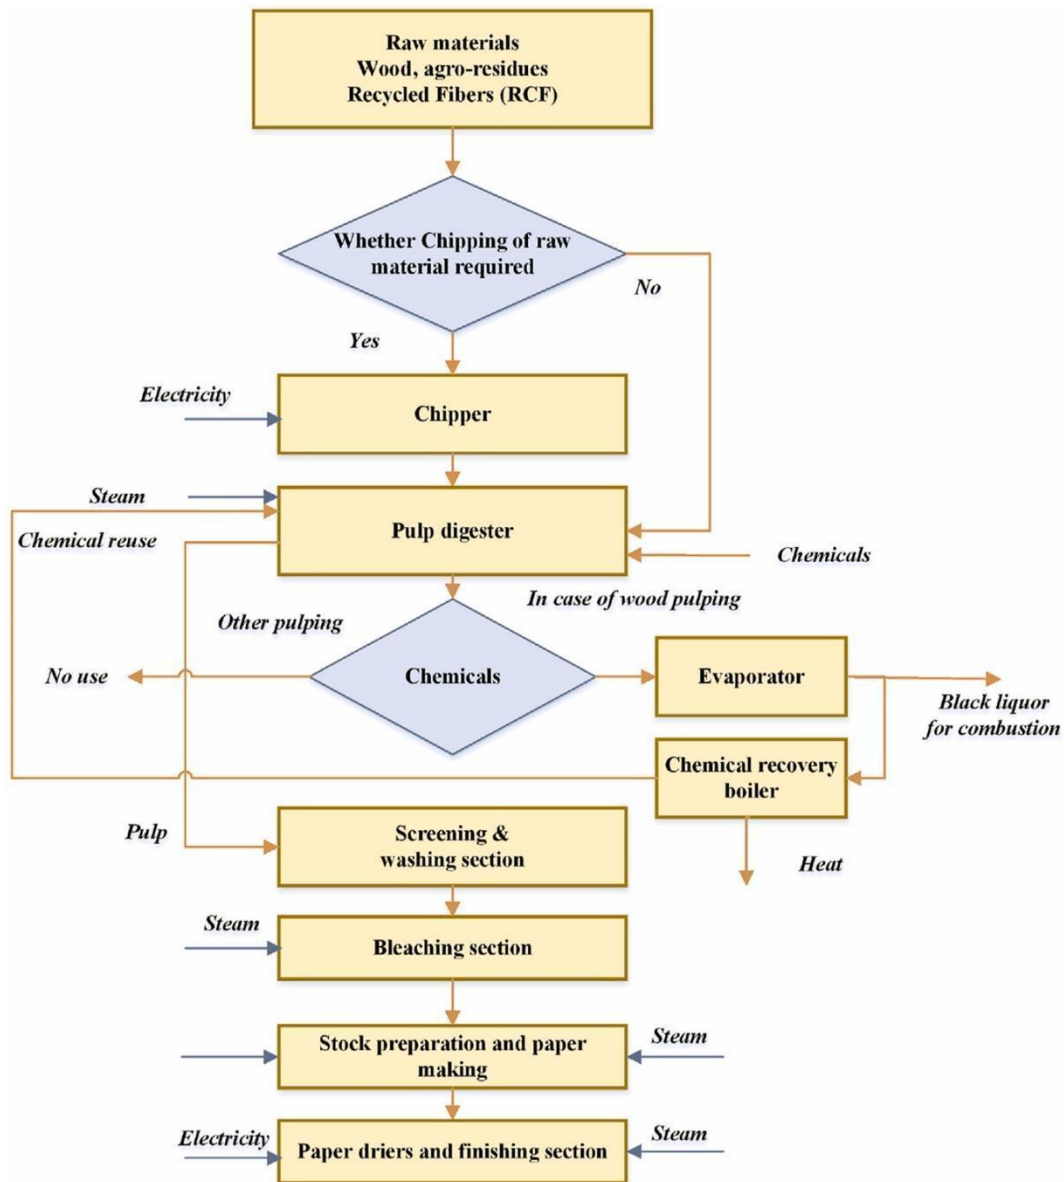 Raw materials
Wood, agro-residues
Recycled Fibers (RCF)
Whether Chipping of raw
material required
No
Yes
Electricity
Chipper
Steam
Chemical reuse
Pulp digester
Chemicals
In case of wood pulping
Other pulping
No use
Chemicals
Evaporator
Black liquor
for combustion
Chemical recovery
boiler
Pulp
Screening &
washing section
Heat
Steam
Bleaching section
Stock preparation and paper
making
Steam
Electricity
Paper driers and finishing section
Steam